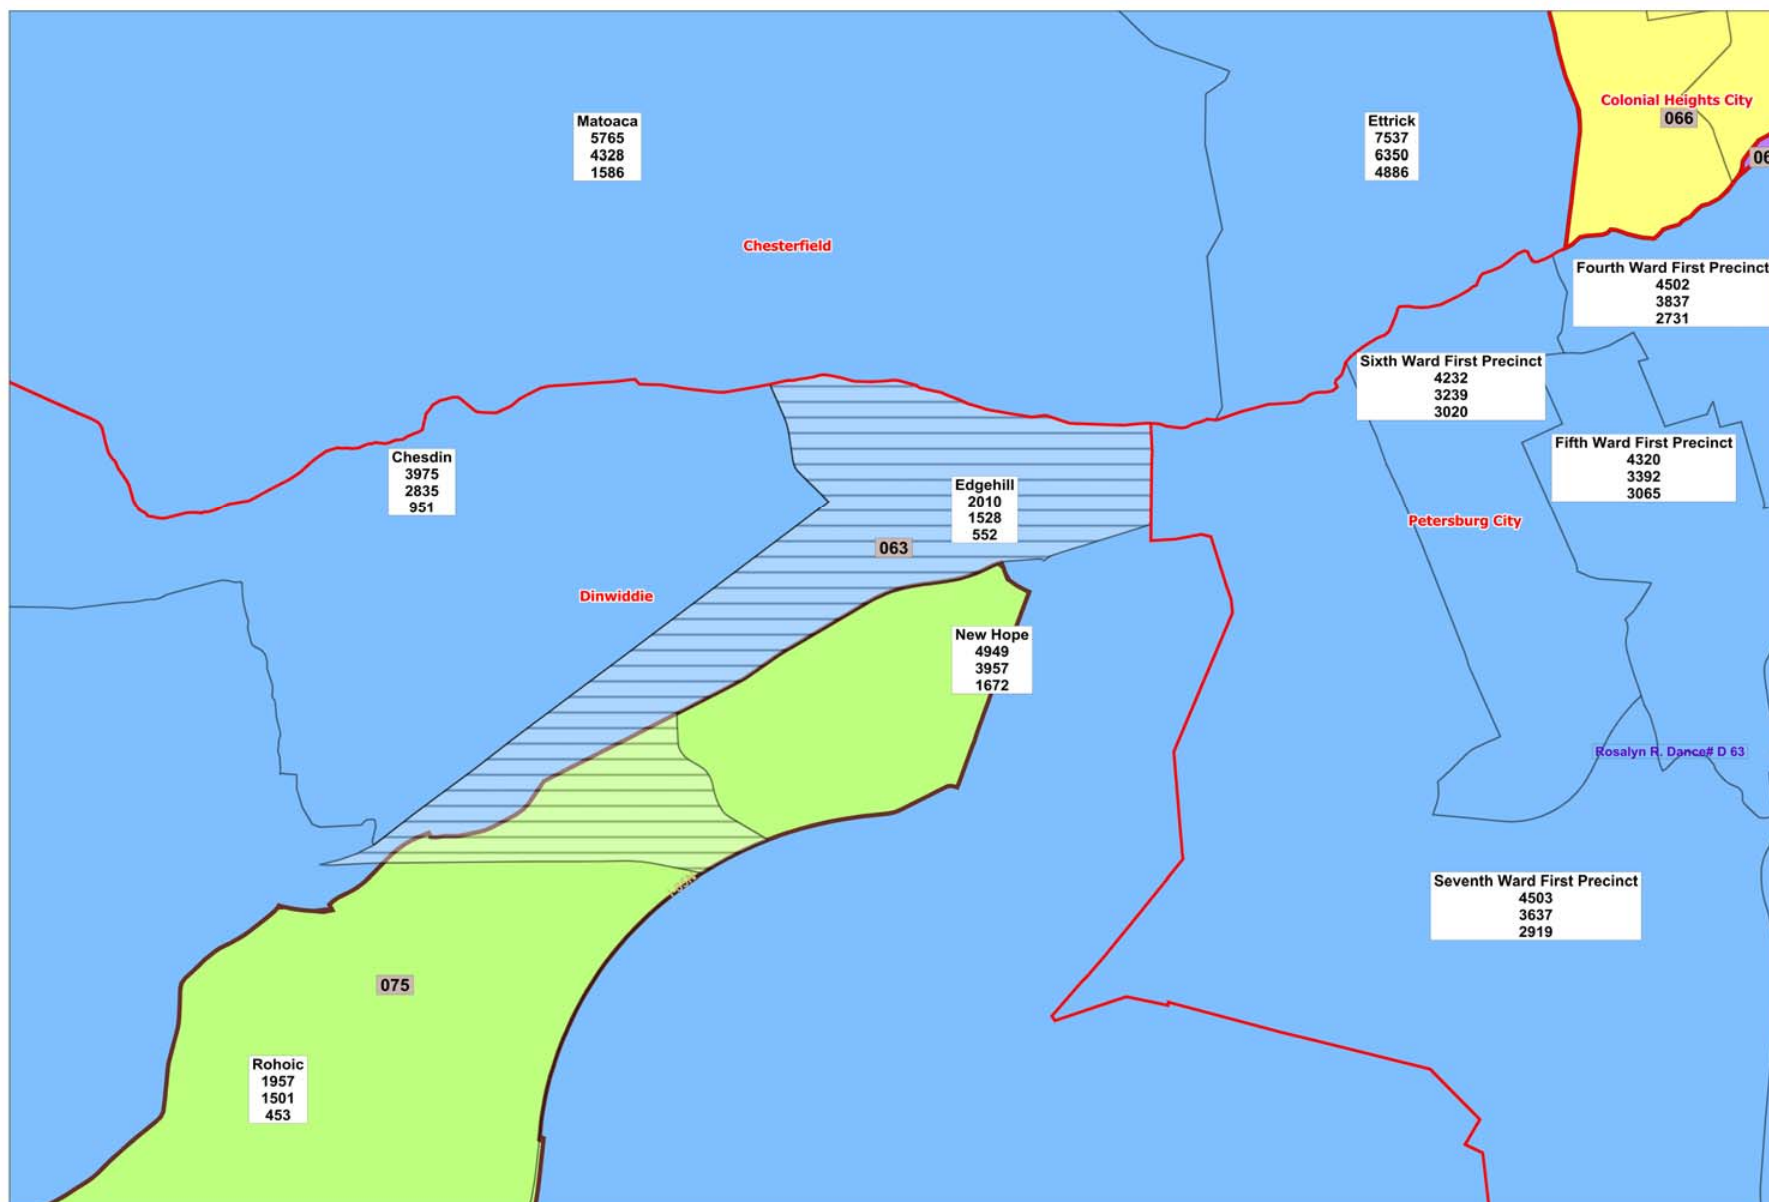 Colonial Heights City
066
Matoaca
5765
4328
1586
Ettrick
7537
6350
4886
06
Chesterfield
Fourth Ward First Precinct
4502
3837
2731
Sixth Ward First Precinct
4232
3239
3020
Chesdin
3975
2835
951
Fifth Ward First Precinct
4320
3392
3065
Edgehill
2010
1528
552
Petersburg City
063
Dinwiddie
New Hope
4949
3957
1672
Rosalyn R. Dance# D 63
Seventh Ward First Precinct
4503
3637
2919
075
Rohoic
1957
1501
453